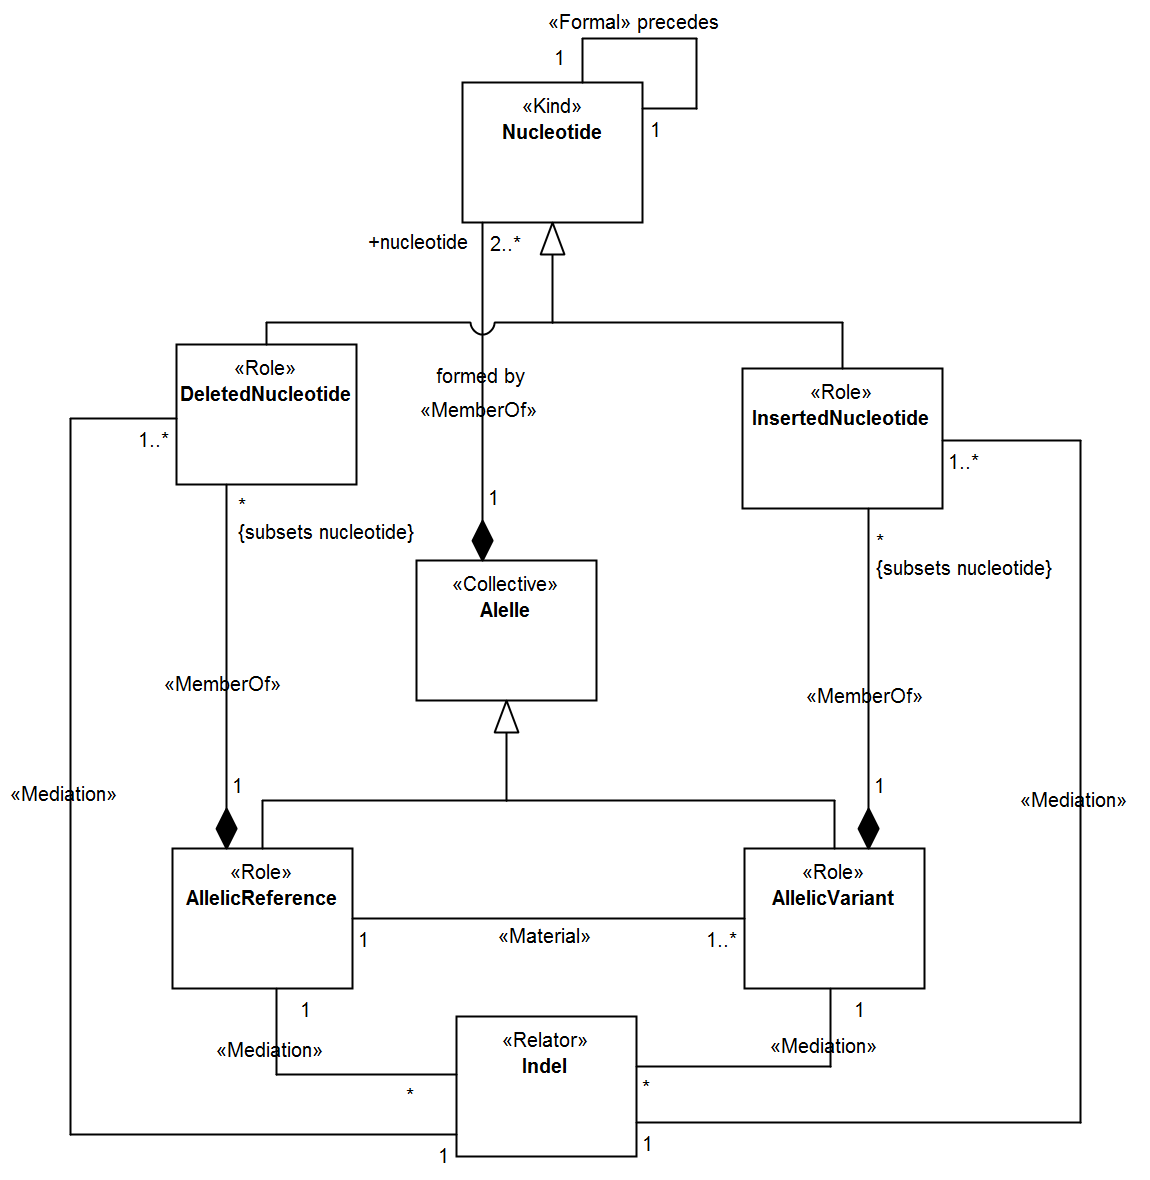 «Formal» precedes
1
«Kind»
Nucleotide
1
+nucleotide
2..*
«Role»
DeletedNucleotide
formed by
«MemberOf»
«Role»
InsertedNucleotide
1..*
1..*
*
{subsets nucleotide}
1
*
{subsets nucleotide}
«Collective»
Alelle
«MemberOf»
«MemberOf»
«Mediation»
1
1
«Mediation»
«Role»
AllelicReference
«Role»
AllelicVariant
1
«Material»
1..*
1
1
«Mediation»
«Relator»
Indel
«Mediation»
*
*
1
1